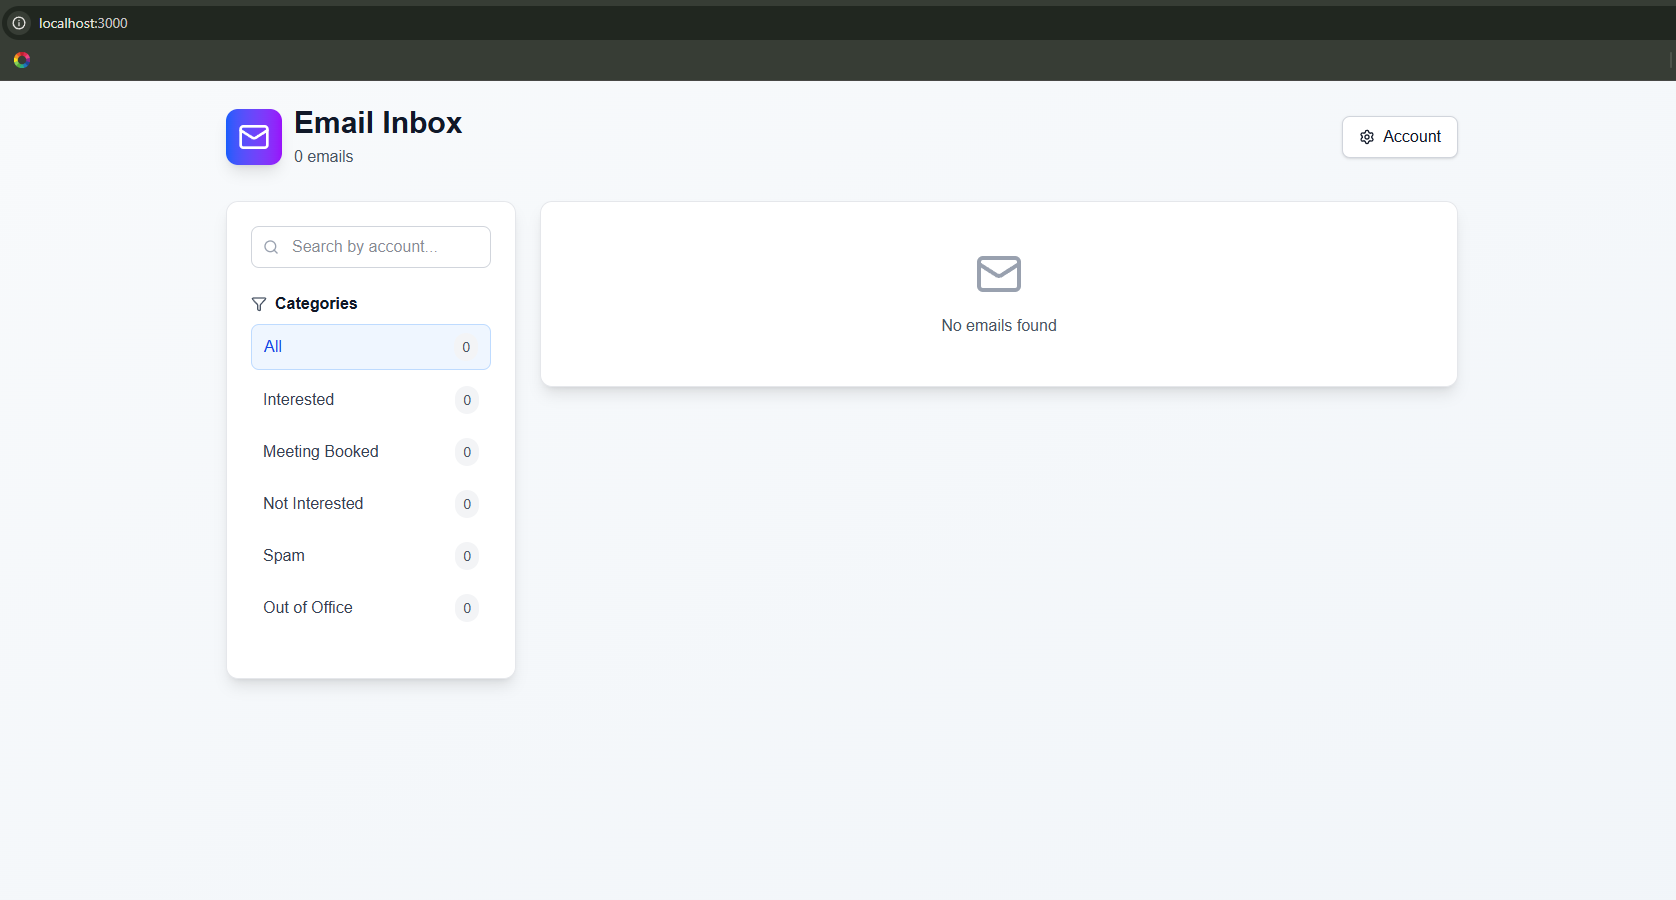 localhost:3000
Email Inbox
0 emails
Account
Search by account...
Categories
All 0
Interested 0
Meeting Booked 0
Not Interested 0
Spam 0
Out of Office 0
No emails found